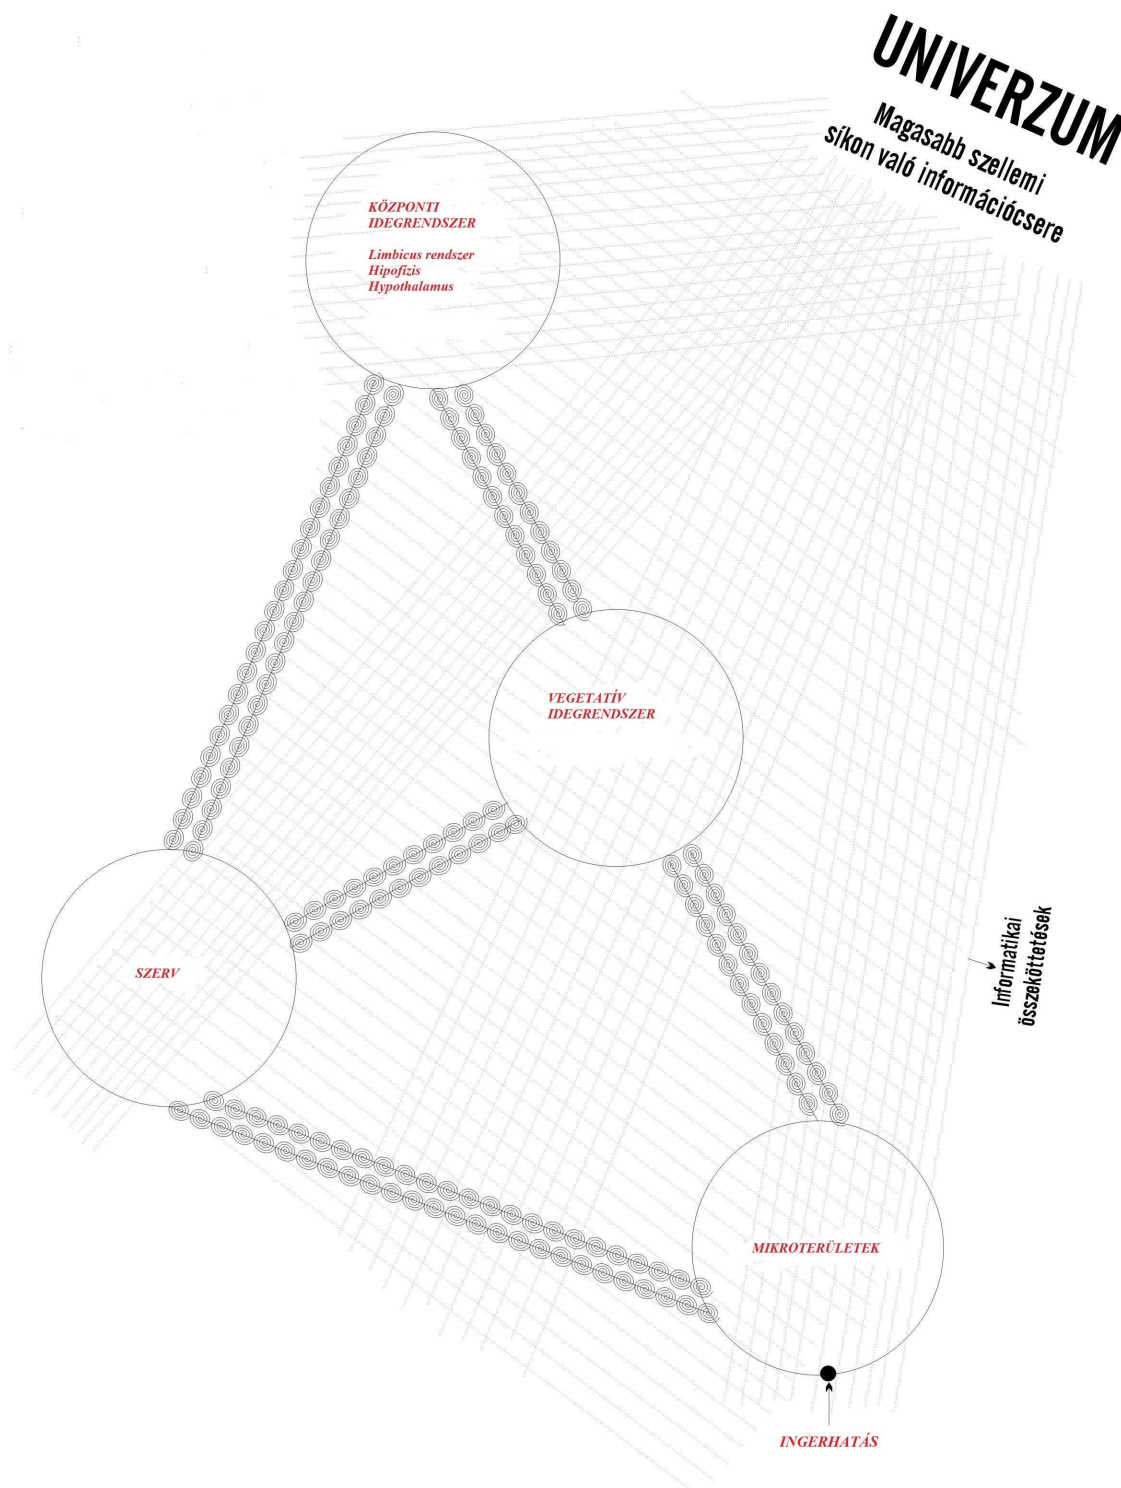 UNIVERZUM
Magasabb szellemi
síkon való információcsere
KÖZPONTI
IDEGRENDSZER
Limbicus rendszer
Hipofízis
Hypothalamus
VEGETATÍV
IDEGRENDSZER
Informatikai
összeköttetések
SZERV
MIKROTERÜLETEK
INGERHATÁS